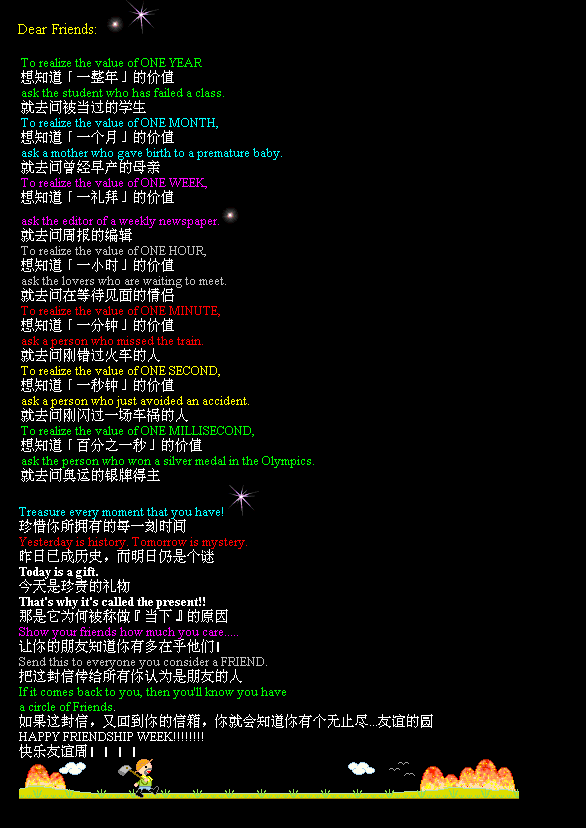 Dear Friends:
To realize the value of ONE YEAR
想知道「一整年」的价值
ask the student who has failed a class.
就去问被当过的学生
To realize the value of ONE MONTH,
想知道「一个月」的价值
ask a mother who gave birth to a premature baby.
就去问曾经早产的母亲
To realize the value of ONE WEEK,
想知道「一礼拜」的价值
ask the editor of a weekly newspaper.
就去问周报的编辑
To realize the value of ONE HOUR,
想知道「一小时」的价值
ask the lovers who are waiting to meet.
就去问在等待见面的情侣
To realize the value of ONE MINUTE,
想知道「一分钟」的价值
ask a person who missed the train.
就去问刚错过火车的人
To realize the value of ONE SECOND,
想知道「一秒钟」的价值
ask a person who just avoided an accident.
就去问刚闪过一场车祸的人
To realize the value of ONE MILLISECOND,
想知道「百分之一秒」的价值
ask the person who won a silver medal in the Olympics.
就去问奥运的银牌得主
Treasure every moment that you have!
珍惜你所拥有的每一刻时间
Yesterday is history. Tomorrow is mystery.
昨日已成历史，而明日仍是个谜
Today is a gift.
今天是珍贵的礼物
That's why it's called the present!!
那是它为何被称做『当下』的原因
Show your friends how much you care.....
让你的朋友知道你有多在乎他们！
Send this to everyone you consider a FRIEND.
把这封信传给所有你认为是朋友的人
If it comes back to you, then you'll know you have
a circle of Friends.
如果这封信，又回到你的信箱，你就会知道你有个无止尽...友谊的圆
HAPPY FRIENDSHIP WEEK!!!!!!!!
快乐友谊周！！！！